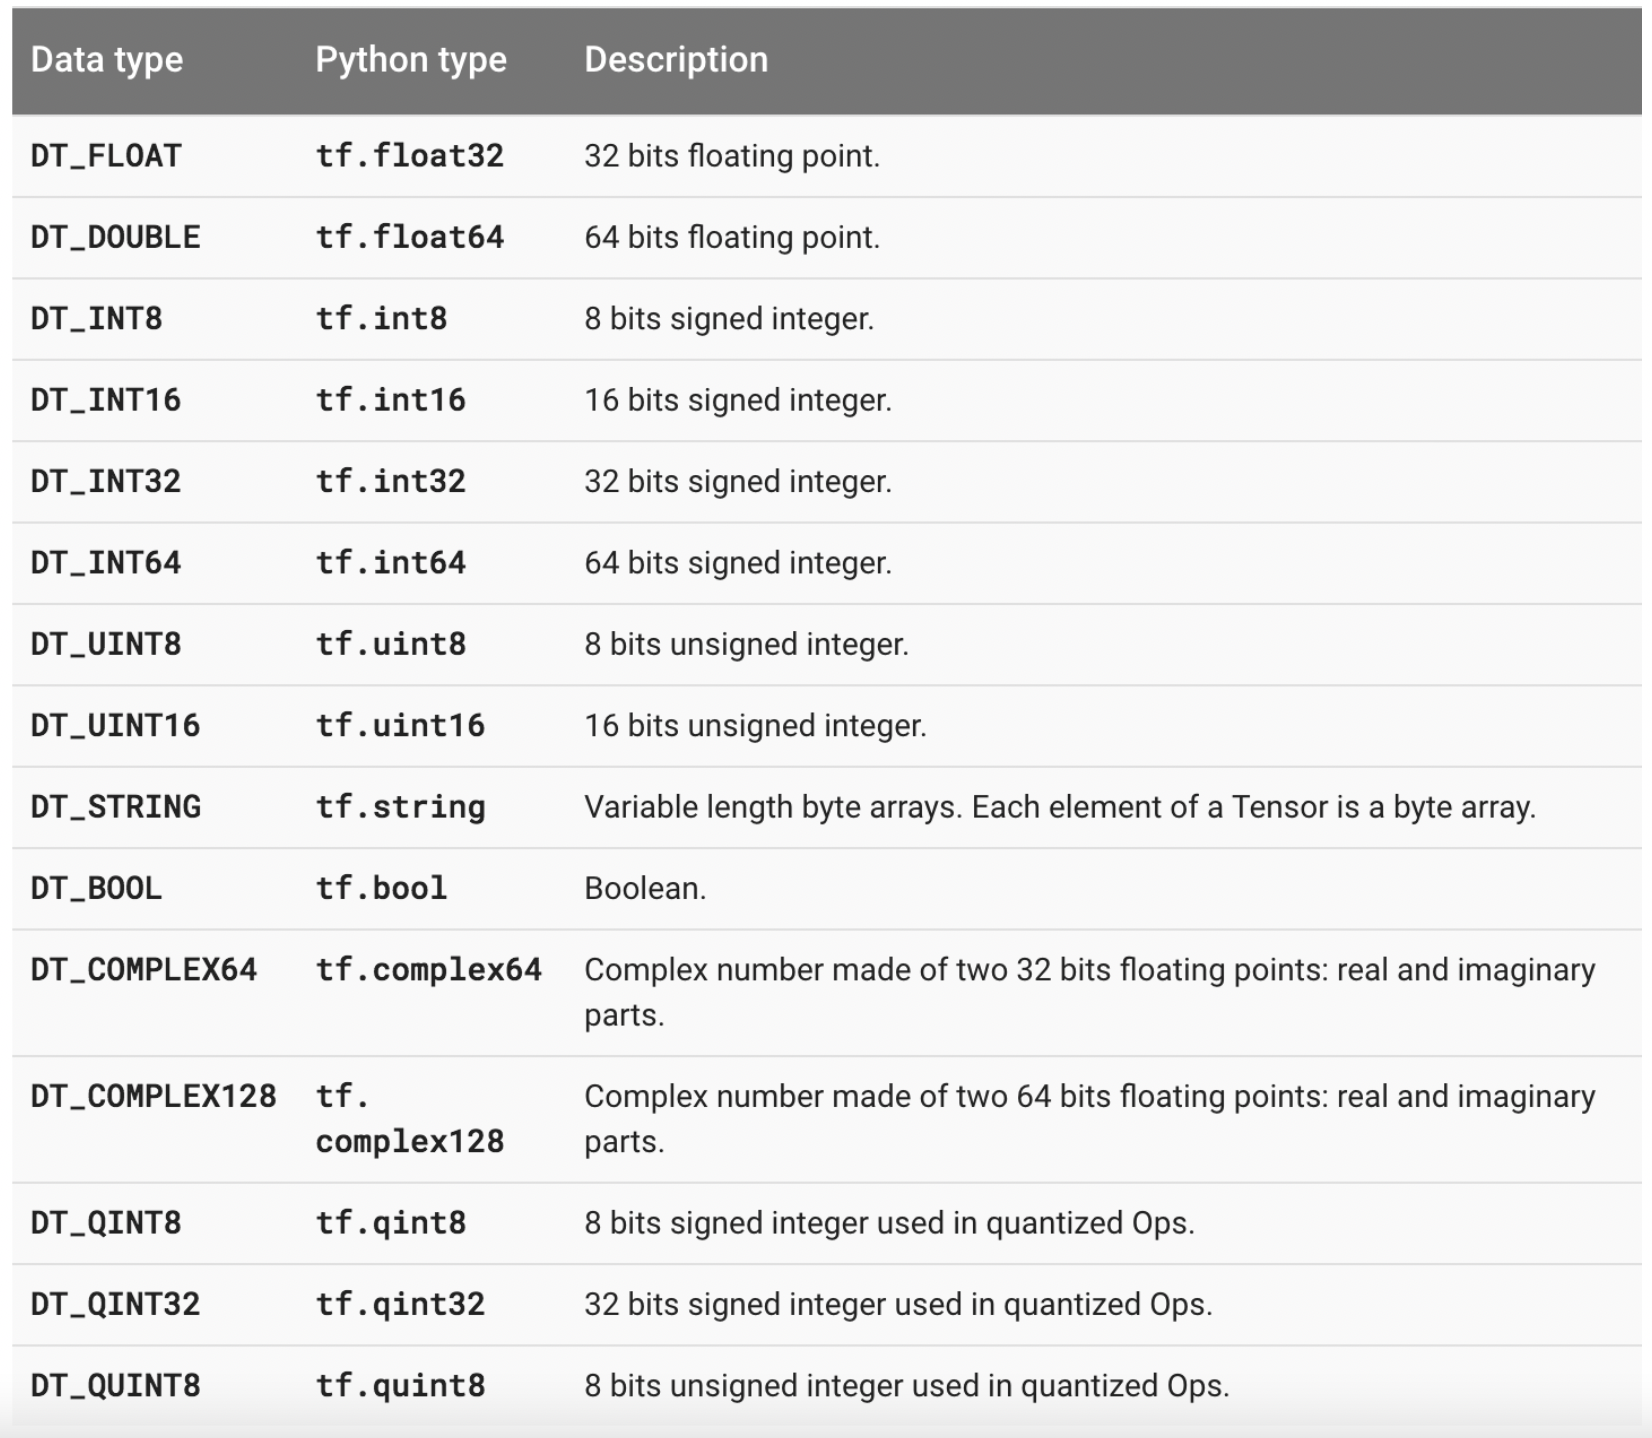 Data type Python type Description
DT_FLOAT tf.float32 32 bits floating point.
DT_DOUBLE tf.float64 64 bits floating point.
DT_INT8 tf.int8 8 bits signed integer.
DT_INT16 tf.int16 16 bits signed integer.
DT_INT32 tf.int32 32 bits signed integer.
DT_INT64 tf.int64 64 bits signed integer.
DT_UINT8 tf.uint8 8 bits unsigned integer.
DT_UINT16 tf.uint16 16 bits unsigned integer.
DT_STRING tf.string Variable length byte arrays. Each element of a Tensor is a byte array.
DT_BOOL tf.bool Boolean.
DT_COMPLEX64 tf.complex64 Complex number made of two 32 bits floating points: real and imaginary
parts.
DT_COMPLEX128 tf. Complex number made of two 64 bits floating points: real and imaginary
complex128 parts.
DT_QINT8 tf.qint8 8 bits signed integer used in quantized Ops.
DT_QINT32 tf.qint32 32 bits signed integer used in quantized Ops.
DT_QUINT8 tf.quint8 8 bits unsigned integer used in quantized Ops.